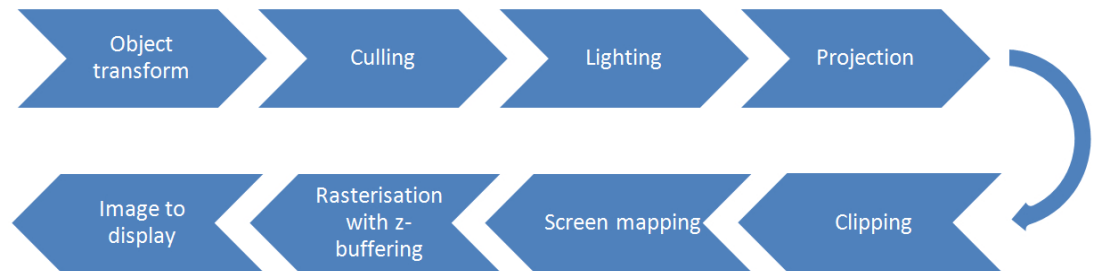 Object
transform
Culling
Lighting
Projection
Clipping
Screen mapping
Rasterisation
with z-
buffering
Image to
display